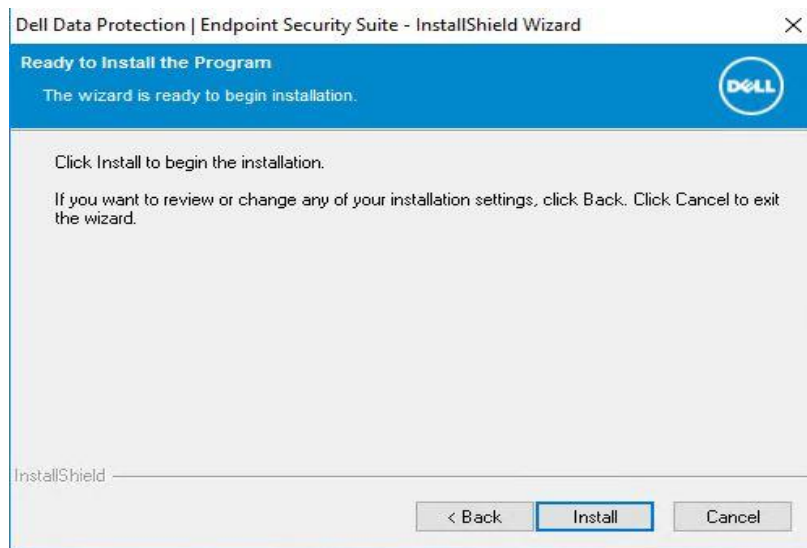 Dell Data Protection | Endpoint Security Suite - InstallShield Wizard
Ready to Install the Program
The wizard is ready to begin installation.
DELL
Click Install to begin the installation.
If you want to review or change any of your installation settings, click Back. Click Cancel to exit
the wizard.
InstallShield
< Back Install Cancel